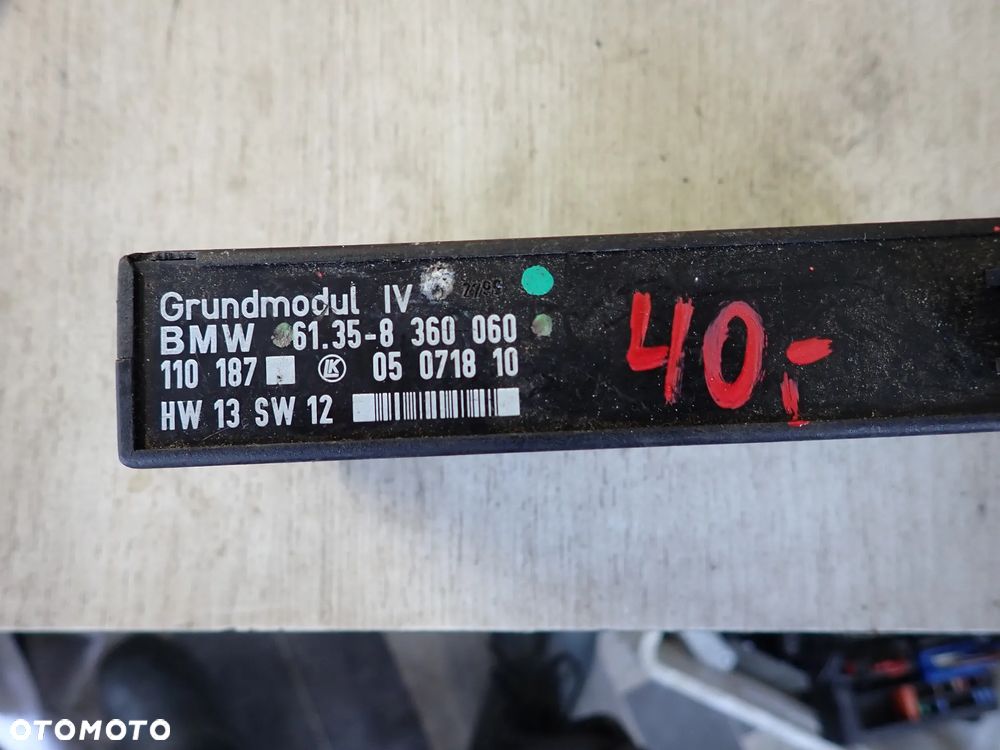 Grundmodul IV
BMW 61.35-8 360 060
110 187 LK 05 0718 10
HW 13 SW 12
40,-
OTOMOTO